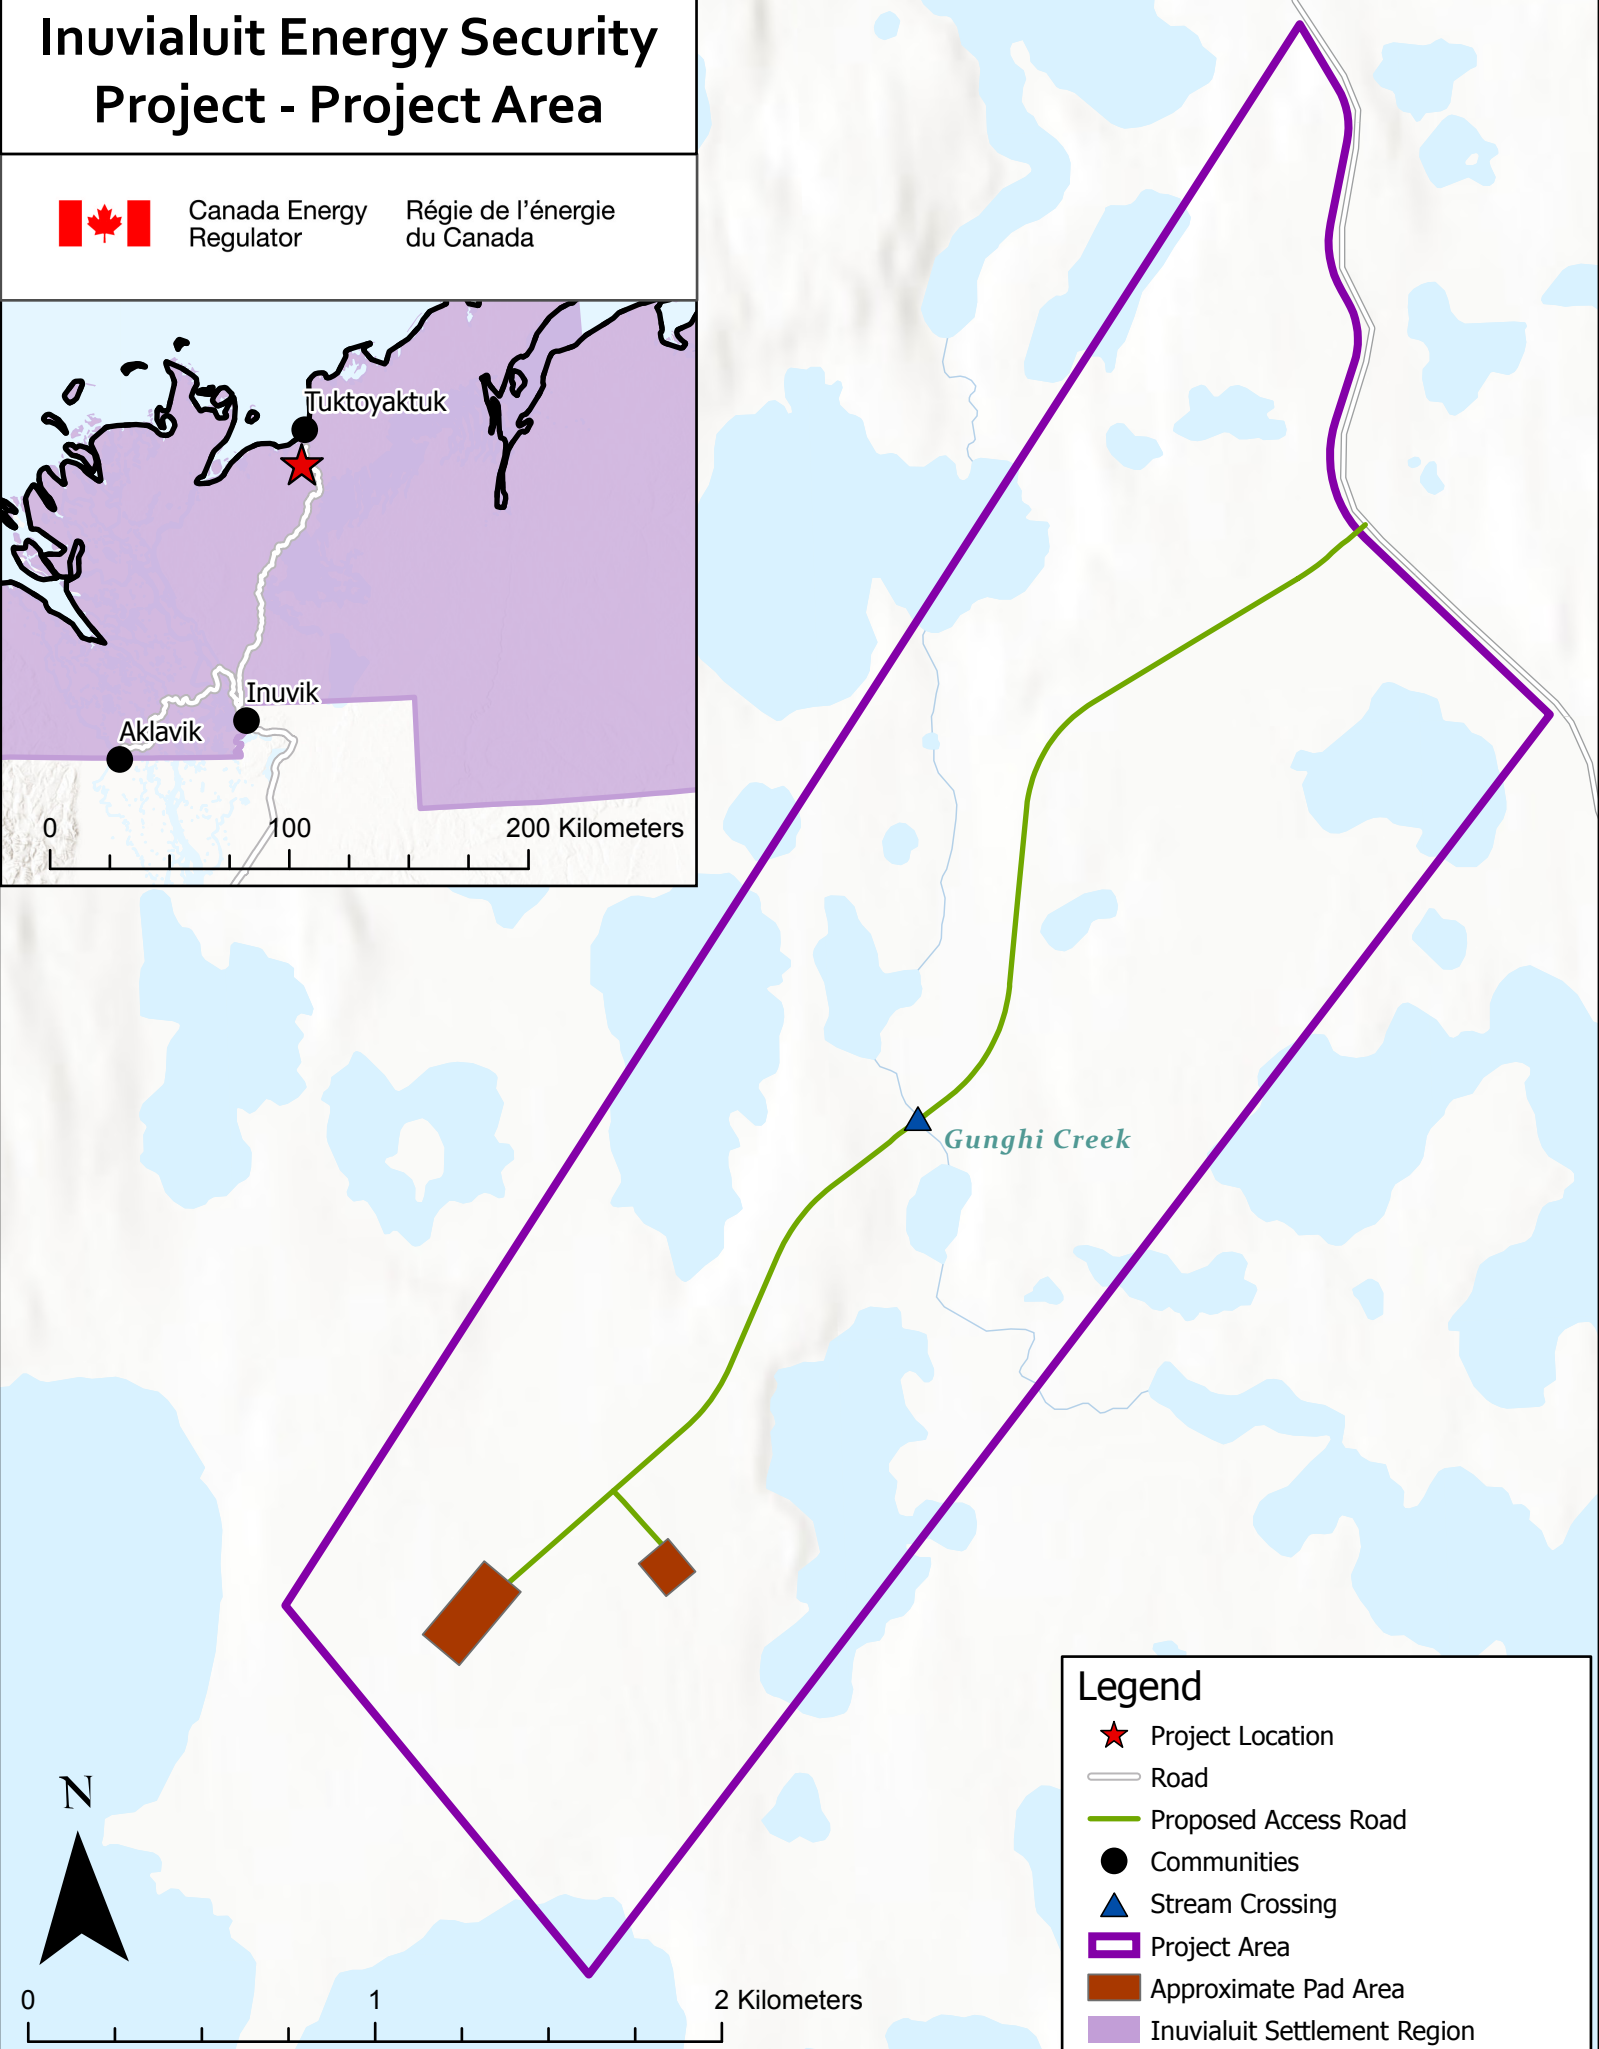 Inuvialuit Energy Security
Project - Project Area
Canada Energy
Regulator
Régie de l'énergie
du Canada
Tuktoyaktuk
Inuvik
Aklavik
0 100 200 Kilometers
Gunghi Creek
N
0 1 2 Kilometers
Legend
Project Location
Road
Proposed Access Road
Communities
Stream Crossing
Project Area
Approximate Pad Area
Inuvialuit Settlement Region